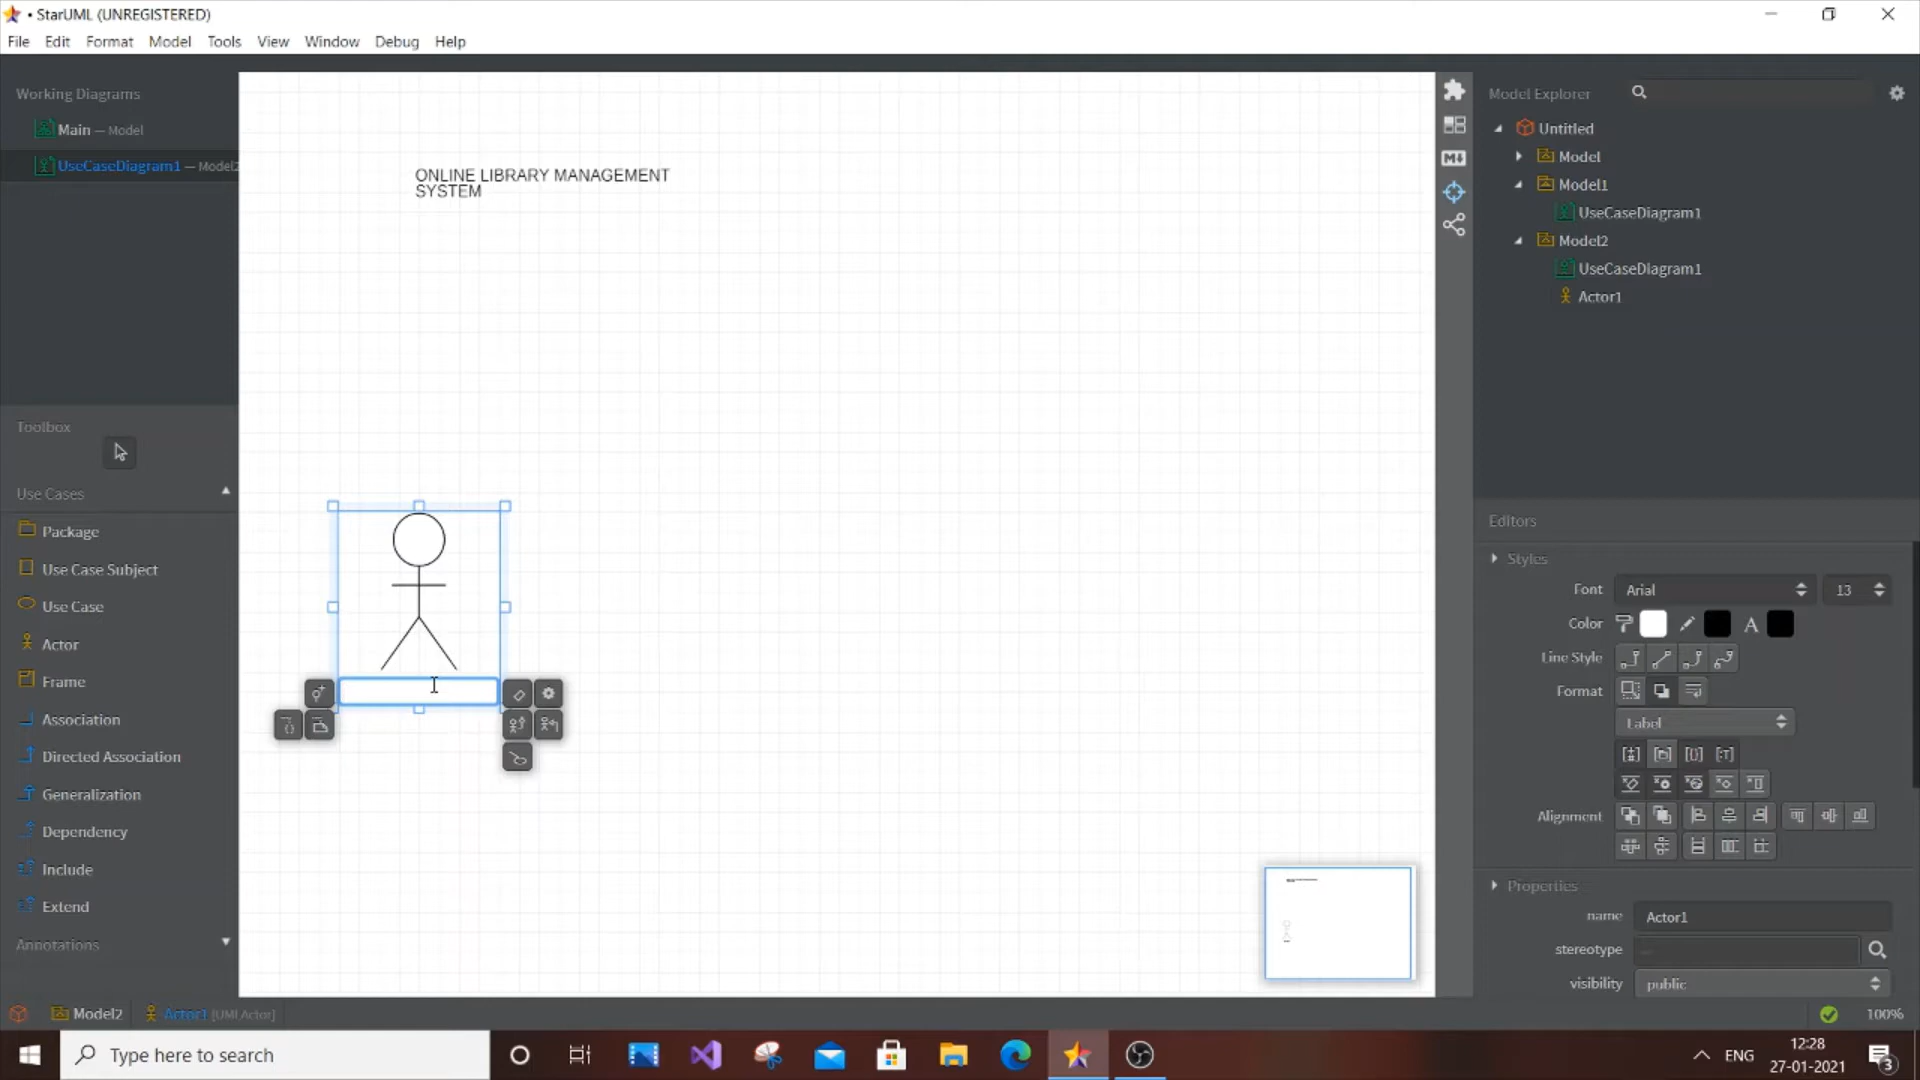 • StarUML (UNREGISTERED)
File Edit Format Model Tools View Window Debug Help
Working Diagrams
Main — Model
UseCaseDiagram1 — Model2
ONLINE LIBRARY MANAGEMENT
SYSTEM
Toolbox
Use Cases
Package
Use Case Subject
Use Case
Actor
Frame
Association
Directed Association
Generalization
Dependency
Include
Extend
Annotations
Model Explorer
Untitled
Model
Model1
UseCaseDiagram1
Model2
UseCaseDiagram1
Actor1
Editors
Styles
Font Arial 13
Color A
Line Style
Format
Label
Alignment
Properties
name Actor1
stereotype
visibility public
Model2 Actor1 [UMLActor] 100%
Type here to search
ENG 12:28
27-01-2021
3